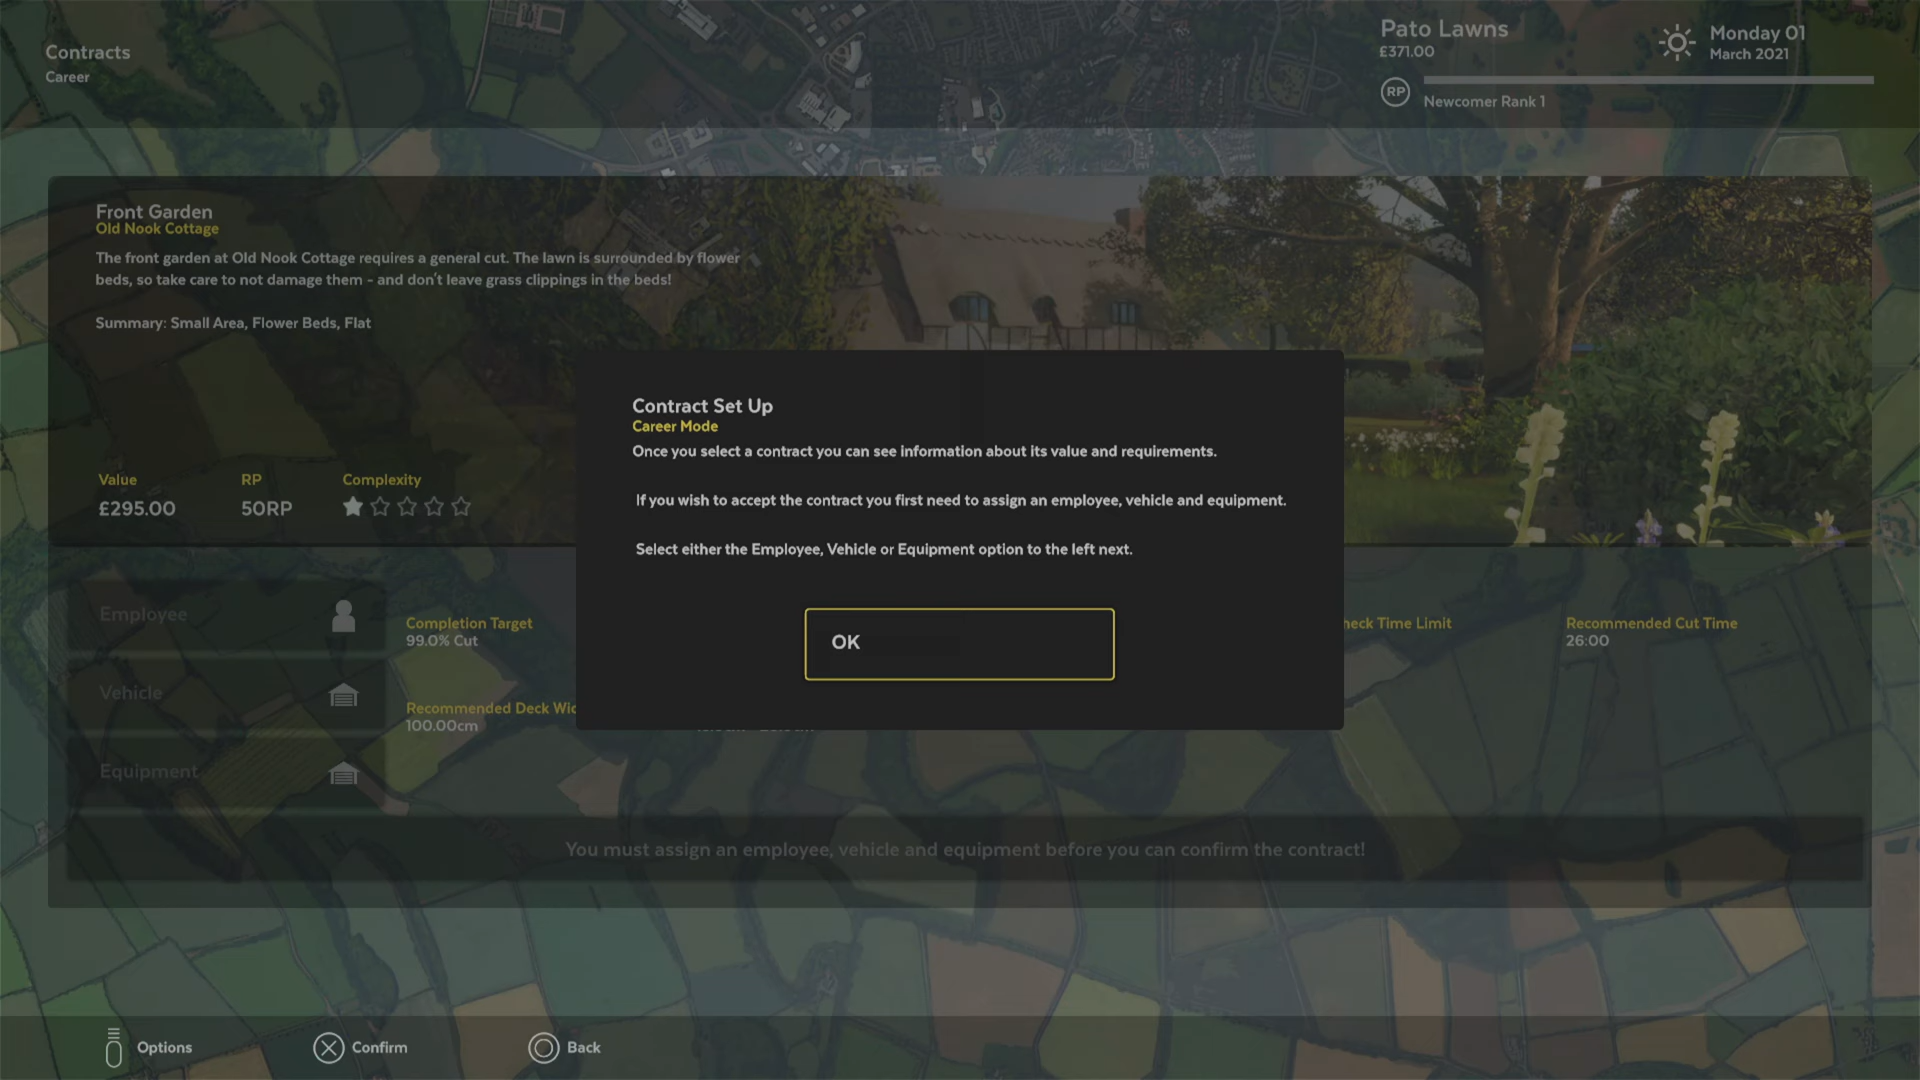 Contracts
Career
Pato Lawns
£371.00
Monday 01
March 2021
RP
Newcomer Rank 1
Front Garden
Old Nook Cottage
The front garden at Old Nook Cottage requires a general cut. The lawn is surrounded by flower
beds, so take care to not damage them - and don't leave grass clippings in the beds!
Summary: Small Area, Flower Beds, Flat
Value
RP
Complexity
£295.00
50RP
Contract Set Up
Career Mode
Once you select a contract you can see information about its value and requirements.
If you wish to accept the contract you first need to assign an employee, vehicle and equipment.
Select either the Employee, Vehicle or Equipment option to the left next.
OK
Employee
Vehicle
Equipment
Completion Target
99.0% Cut
Recommended Deck
100.00cm
Time Limit
Recommended Cut Time
26:00
You must assign an employee, vehicle and equipment before you can confirm the contract!
Options
Confirm
Back